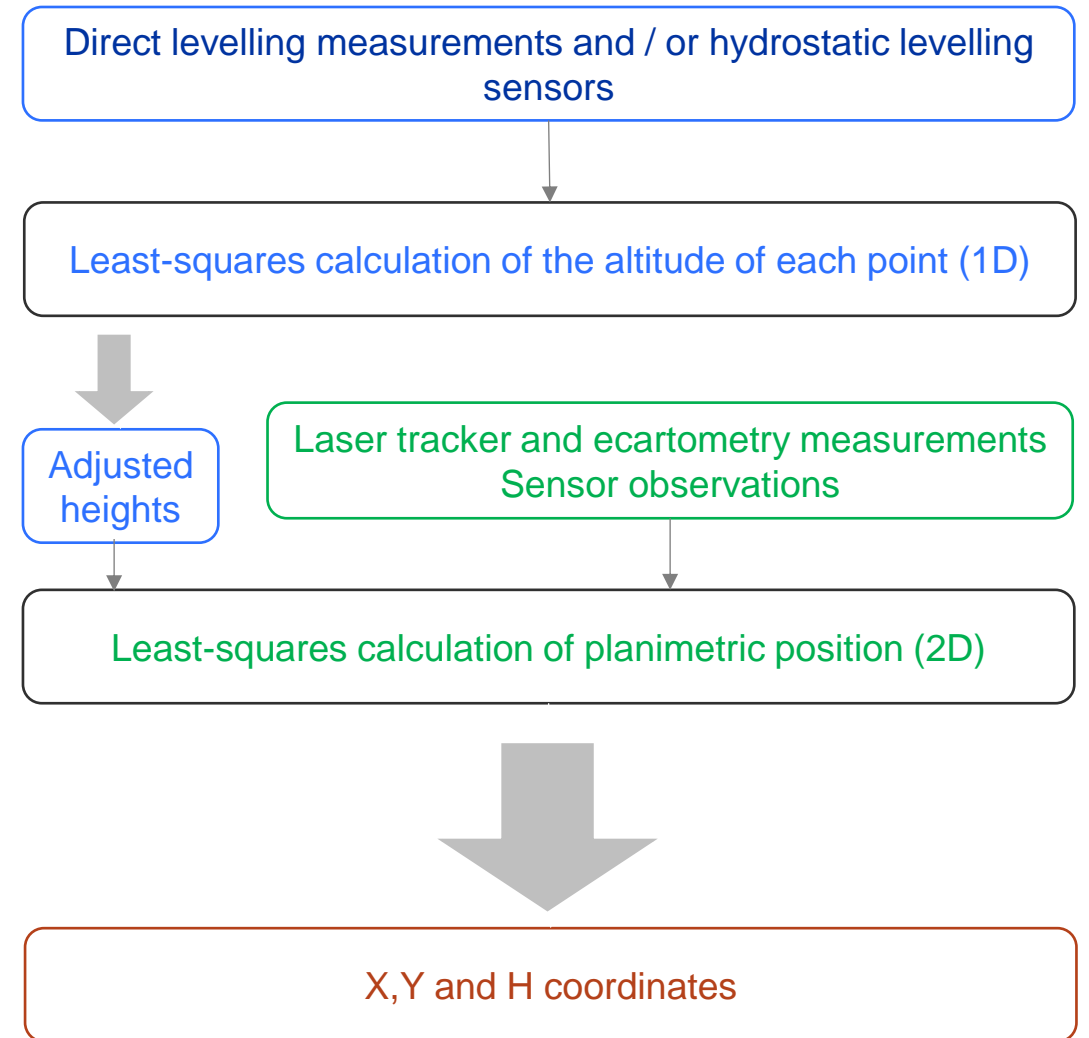 Direct levelling measurements and / or hydrostatic levelling
sensors
Least-squares calculation of the altitude of each point (1D)
Adjusted
heights
Laser tracker and ecartometry measurements
Sensor observations
Least-squares calculation of planimetric position (2D)
X,Y and H coordinates